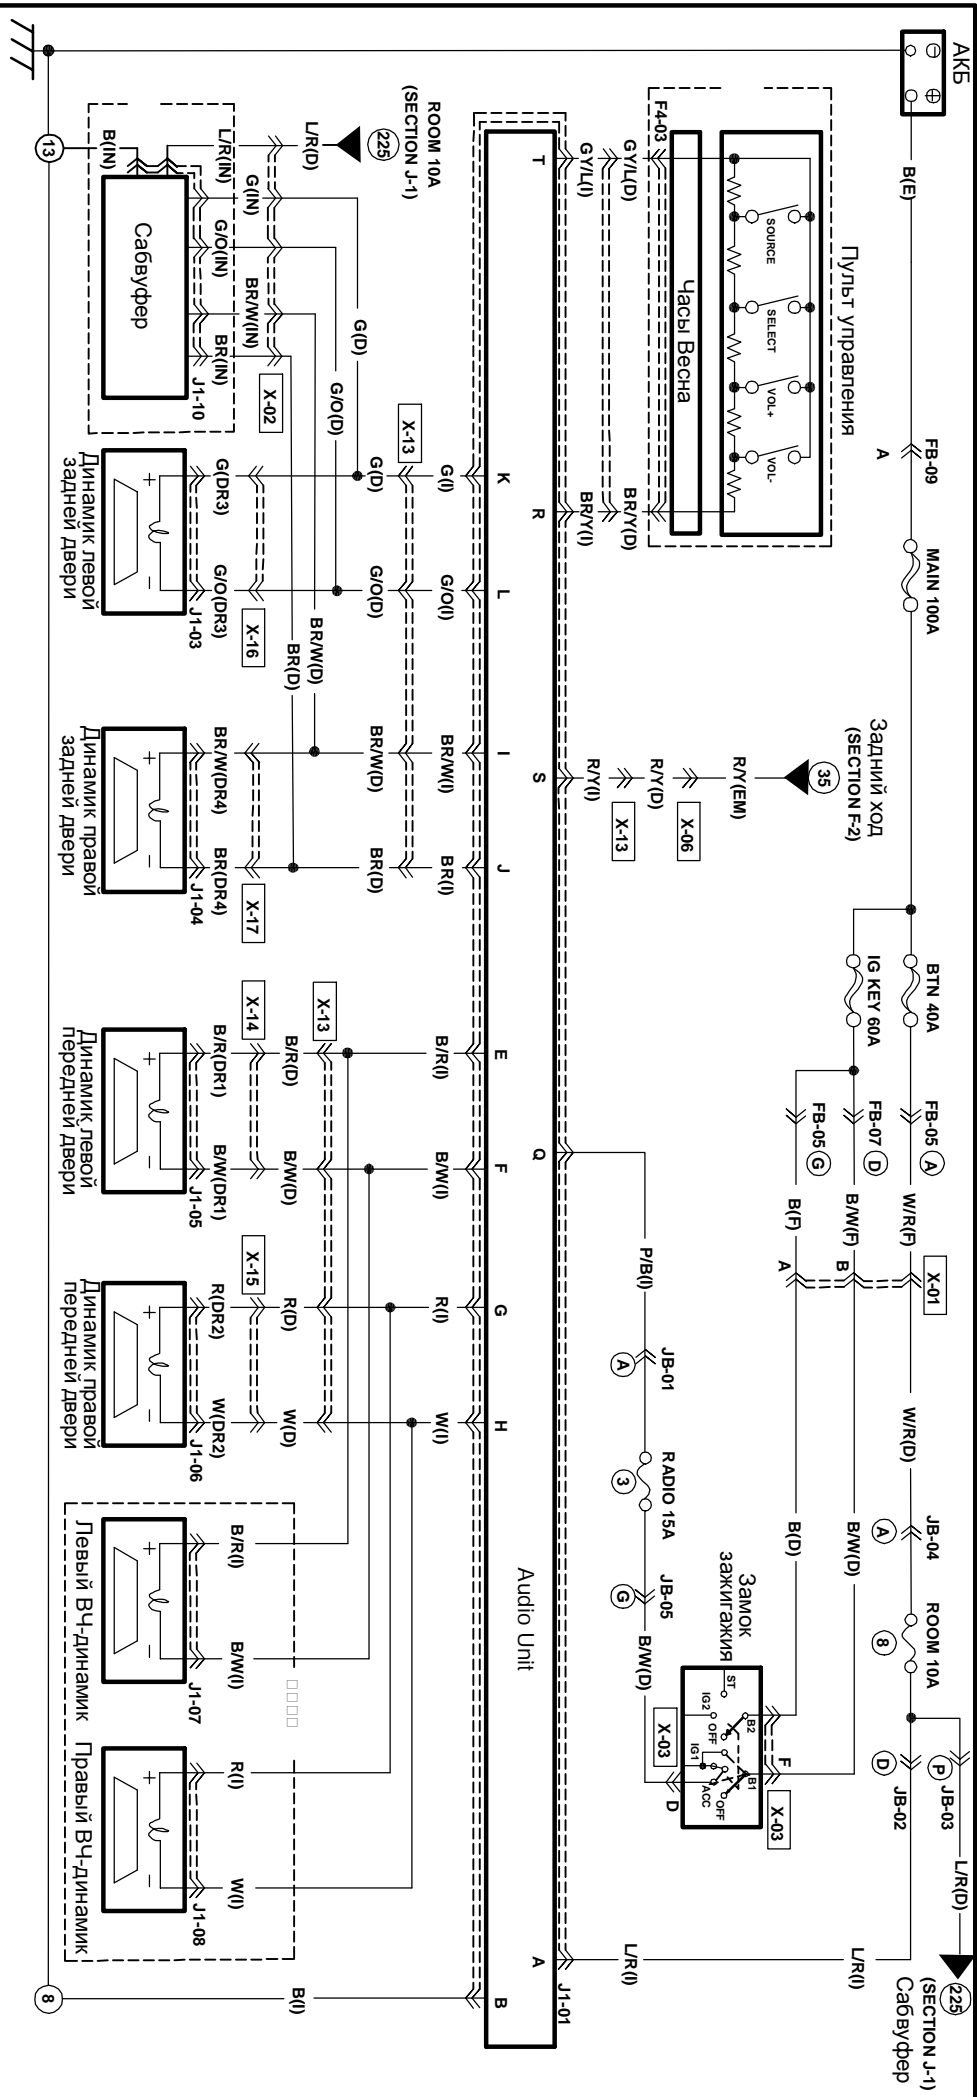 АКБ
B(E)
FB-09
A
MAIN 100A
BTN 40A
IG KEY 60A
FB-05 A
FB-07 D
FB-05 G
W/R(F)
B/W(F)
B(F)
X-01
B
A
W/R(D)
B/W(D)
B(D)
JB-04
A
ROOM 10A
8
JB-03
P
JB-02
D
L/R(D)
225
(SECTION J-1)
Сабвуфер
L/R(I)
L/R(I)
Пульт управления
SOURCE
SELECT
VOL+
VOL-
Часы Весна
F4-03
GY/L(D)
BR/Y(D)
GY/L(I)
BR/Y(I)
Задний ход
(SECTION F-2)
35
R/Y(EM)
X-06
R/Y(D)
X-13
R/Y(I)
P/B(I)
JB-01
A
RADIO 15A
3
JB-05
G
B/W(D)
Замок
зажигажия
ST
IG2
OFF
B2
IG1
ACC
OFF
B1
F
X-03
X-03
D
T
R
S
Q
A
J1-01
Audio Unit
K
L
I
J
E
F
G
H
B
ROOM 10A
(SECTION J-1)
225
L/R(D)
L/R(IN)
B(IN)
G(IN)
G/O(IN)
BR/W(IN)
BR(IN)
X-02
J1-10
Сабвуфер
13
G(D)
G/O(D)
BR/W(D)
BR(D)
X-13
G(I)
G/O(I)
BR/W(I)
BR(I)
G(D)
G/O(D)
BR/W(D)
BR(D)
G(DR3)
G/O(DR3)
X-16
J1-03
Динамик левой
задней двери
BR/W(DR4)
BR(DR4)
X-17
J1-04
Динамик правой
задней двери
B/R(I)
B/W(I)
R(I)
W(I)
X-13
B/R(D)
B/W(D)
R(D)
W(D)
X-14
B/R(DR1)
B/W(DR1)
J1-05
Динамик левой
передней двери
X-15
R(DR2)
W(DR2)
J1-06
Динамик правой
передней двери
B/R(I)
B/W(I)
J1-07
Левый ВЧ-динамик
R(I)
W(I)
J1-08
Правый ВЧ-динамик
B(I)
8